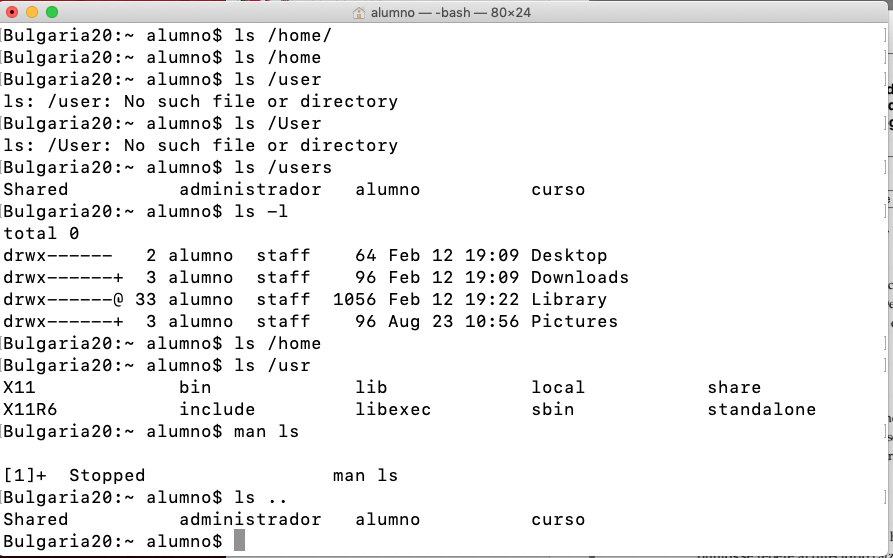 alumno — -bash — 80×24
Bulgaria20:~ alumno$ ls /home/
Bulgaria20:~ alumno$ ls /home
Bulgaria20:~ alumno$ ls /user
ls: /user: No such file or directory
Bulgaria20:~ alumno$ ls /User
ls: /User: No such file or directory
Bulgaria20:~ alumno$ ls /users
Shared administrador alumno curso
Bulgaria20:~ alumno$ ls -l
total 0
drwx------ 2 alumno staff 64 Feb 12 19:09 Desktop
drwx------+ 3 alumno staff 96 Feb 12 19:09 Downloads
drwx------@ 33 alumno staff 1056 Feb 12 19:22 Library
drwx------+ 3 alumno staff 96 Aug 23 10:56 Pictures
Bulgaria20:~ alumno$ ls /home
Bulgaria20:~ alumno$ ls /usr
X11 bin lib local share
X11R6 include libexec sbin standalone
Bulgaria20:~ alumno$ man ls
[1]+ Stopped man ls
Bulgaria20:~ alumno$ ls ..
Shared administrador alumno curso
Bulgaria20:~ alumno$